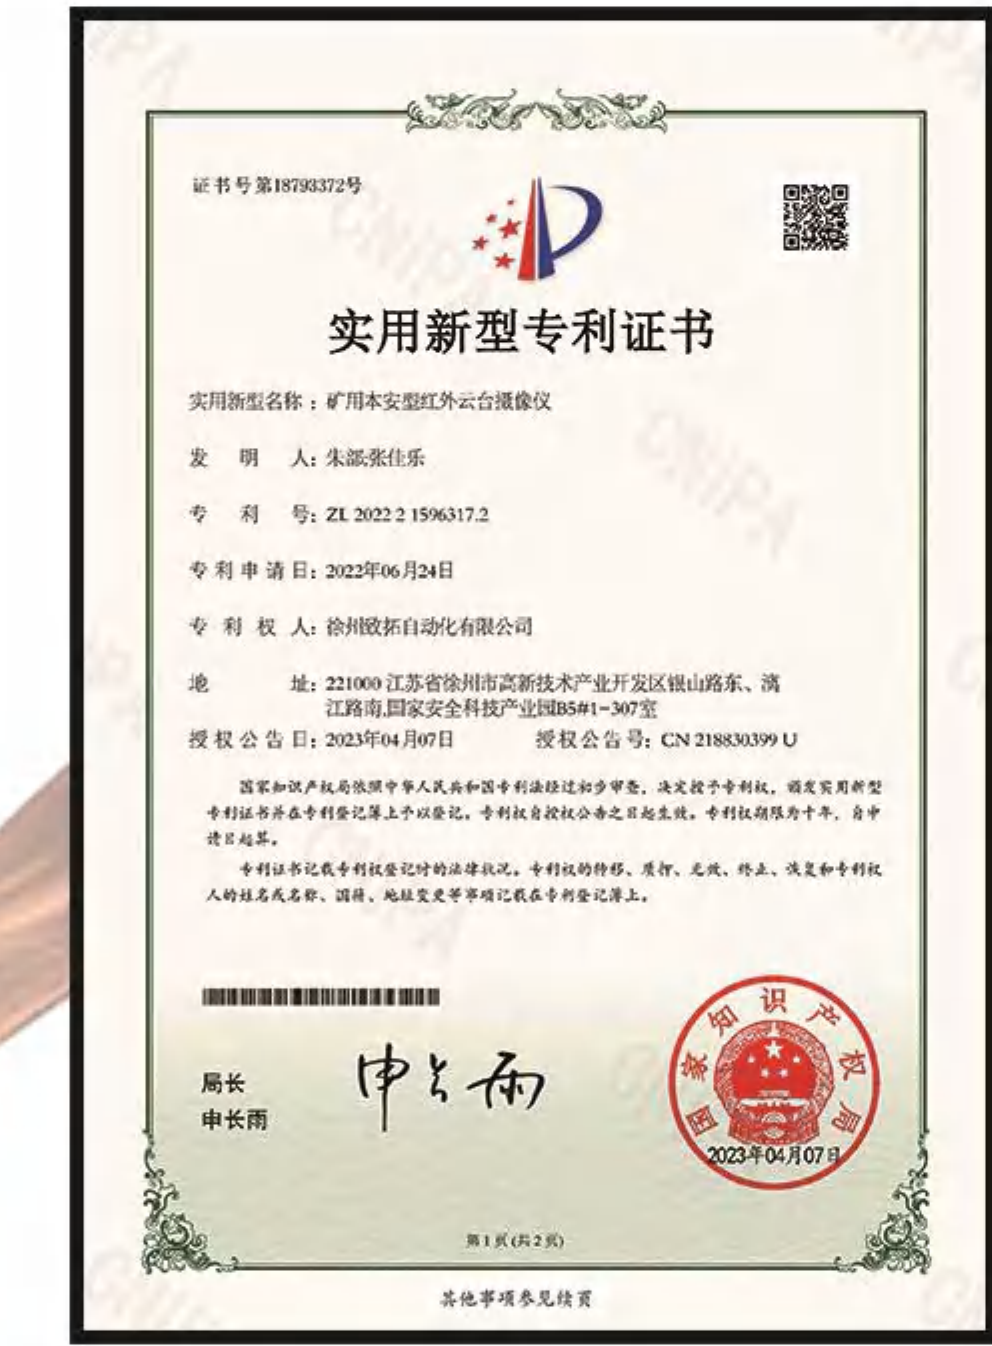 证书号第18793372号
实用新型专利证书
实用新型名称：矿用本安型红外云台摄像仪
发明人：朱部;张佳乐
专利号：ZL 2022 2 1596317.2
专利申请日：2022年06月24日
专利权人：徐州致拓自动化有限公司
地址：221000 江苏省徐州市高新技术产业开发区银山路东、漓
江路南,国家安全科技产业园B5#1-307室
授权公告日：2023年04月07日 授权公告号：CN 218830399 U
国家知识产权局依照中华人民共和国专利法经过初步审查，决定授予专利权，颁发实用新型
专利证书并在专利登记簿上予以登记。专利权自授权公告之日起生效。专利权期限为十年，自申
请日起算。
专利证书记载专利权登记时的法律状况。专利权的转移、质押、无效、终止、恢复和专利权
人的姓名或名称、国籍、地址变更等事项记载在专利登记簿上。
局长
申长雨
申长雨
国家知识产权局
2023年04月07日
第1页(共2页)
其他事项参见续页
CNIPA